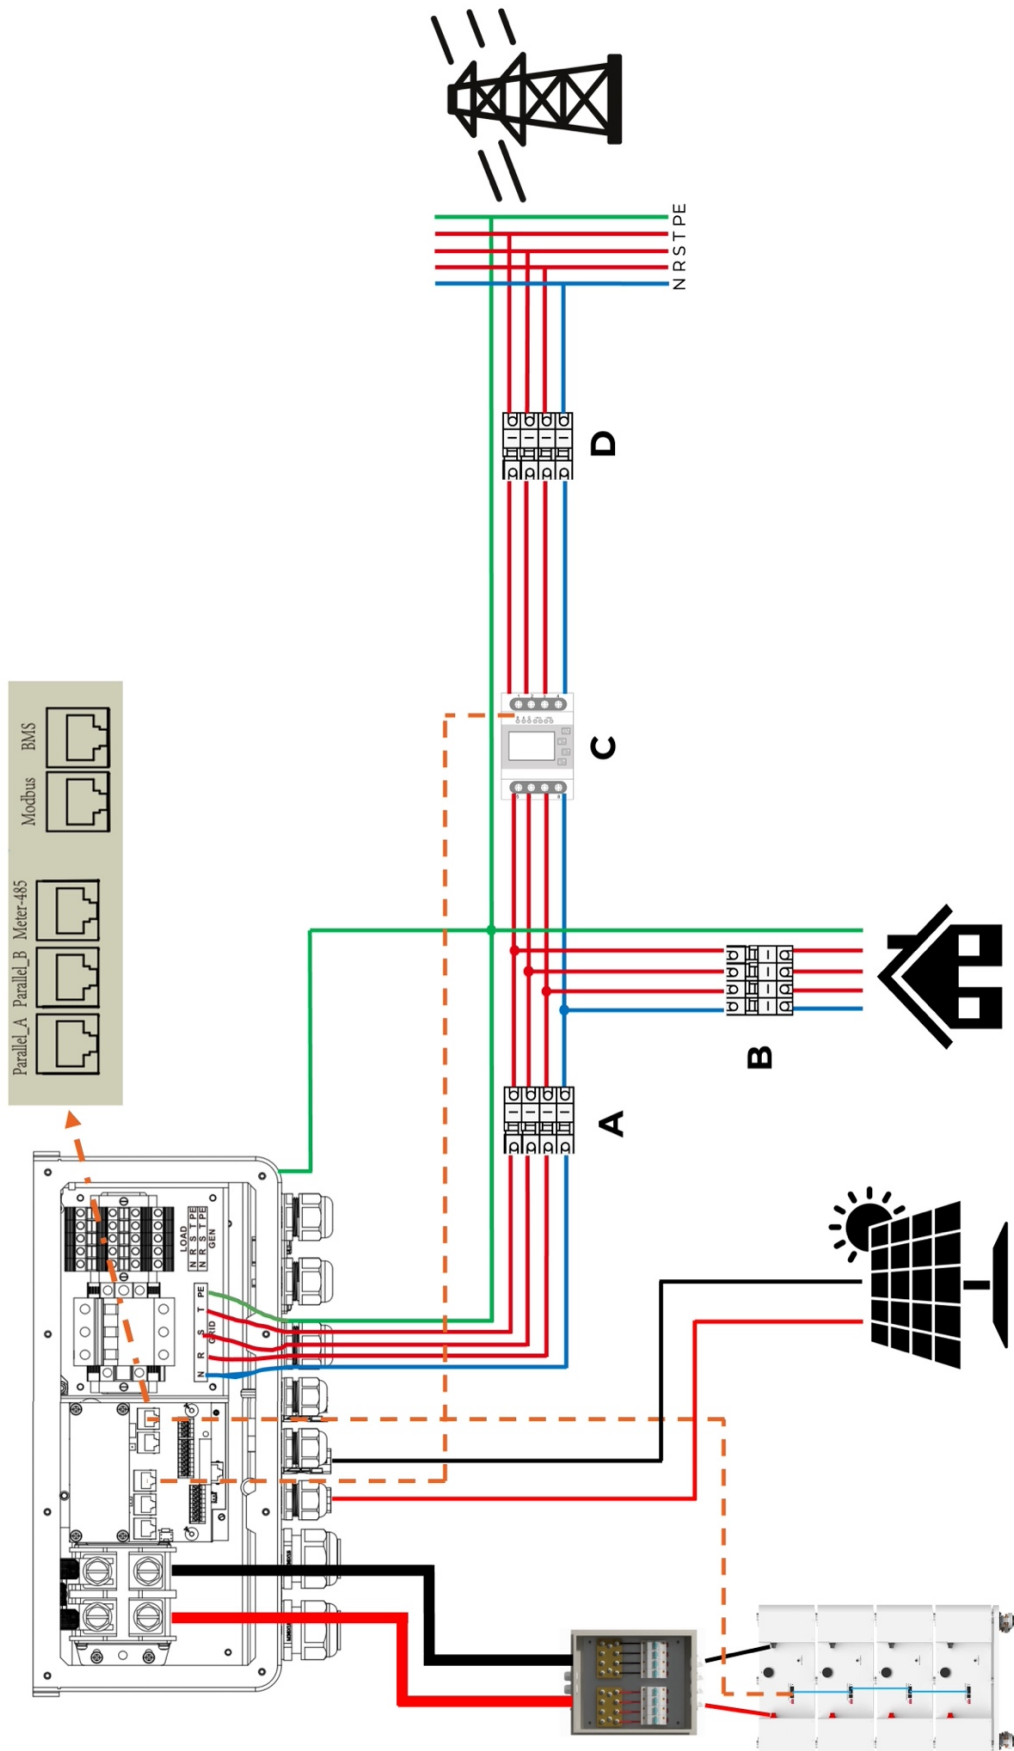 N R S T PE
D
BMS
Modbus
C
Meter-485
Parallel_B
Parallel_A
B
A
LOAD
N R S T PE
N R S T PE
GEN
N R S T PE
GRID